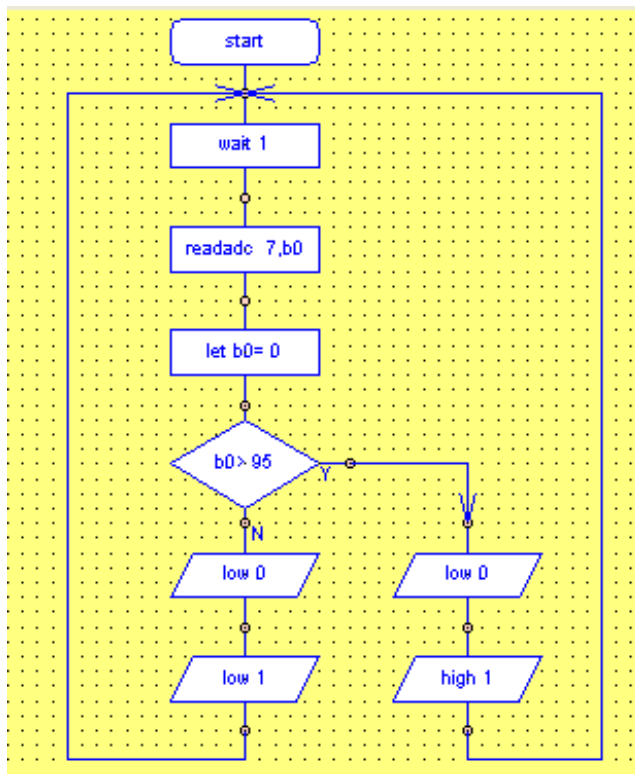 start
wait 1
readadc 7,b0
let b0= 0
b0> 95
Y
N
low 0
low 0
low 1
high 1